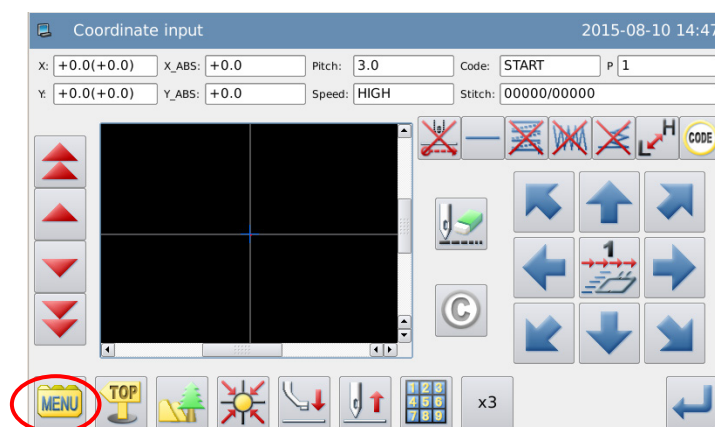 Coordinate input 2015-08-10 14:47
X: +0.0(+0.0) X_ABS: +0.0 Pitch: 3.0 Code: START P 1
Y: +0.0(+0.0) Y_ABS: +0.0 Speed: HIGH Stitch: 00000/00000
L H CODE
1
C
MENU TOP 1 2 3 x3
4 5 6
7 8 9